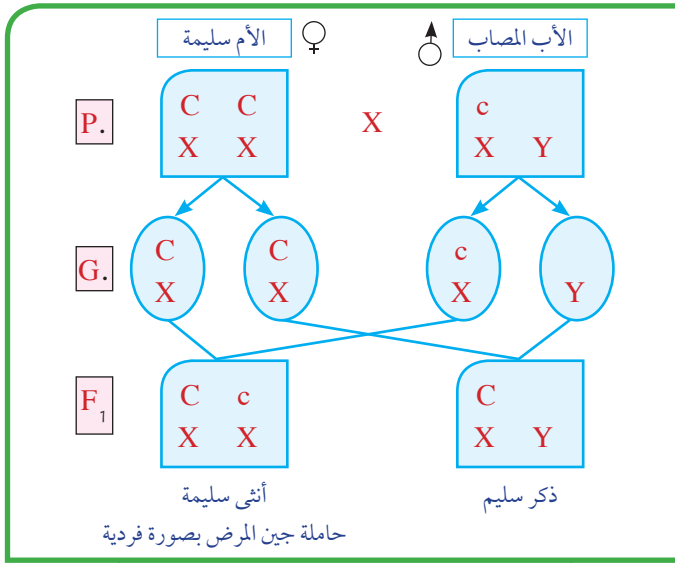 الأب المصاب ♂ الأم سليمة ♀
P. C C X c
X X X Y
G. C C c
X X X Y
F1 C c C
X X X Y
ذكر سليم أنثى سليمة
حاملة جين المرض بصورة فردية